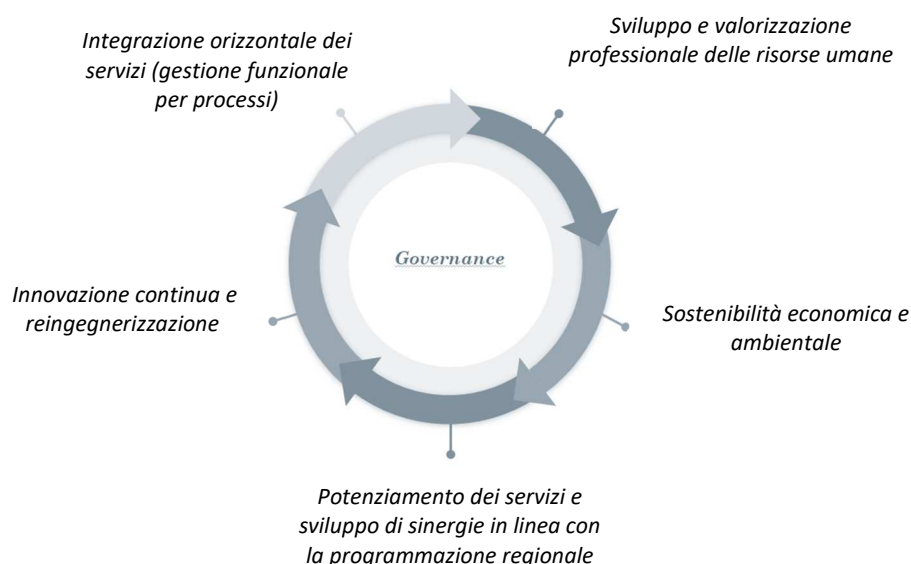 Integrazione orizzontale dei
servizi (gestione funzionale
per processi)
Sviluppo e valorizzazione
professionale delle risorse umane
Governance
Innovazione continua e
reingegnerizzazione
Sostenibilità economica e
ambientale
Potenziamento dei servizi e
sviluppo di sinergie in linea con
la programmazione regionale